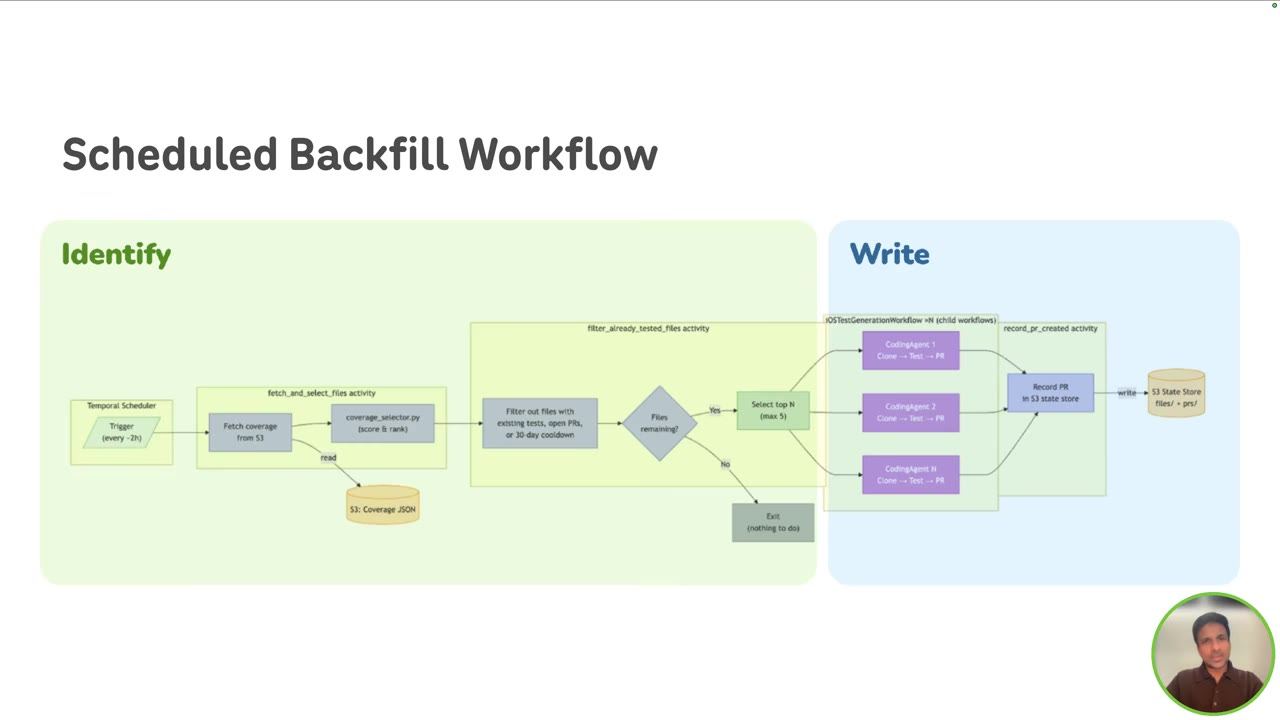 Scheduled Backfill Workflow
Identify
Write
Temporal Scheduler
Trigger
(every ~2h)
fetch_and_select_files activity
Fetch coverage
from S3
coverage_selector.py
(score & rank)
read
S3: Coverage JSON
filter_already_tested_files activity
Filter out files with
existing tests, open PRs,
or 30-day cooldown
Files
remaining?
Yes
No
Select top N
(max 5)
Exit
(nothing to do)
iOSTestGenerationWorkflow ×N (child workflows)
CodingAgent 1
Clone → Test → PR
CodingAgent 2
Clone → Test → PR
CodingAgent N
Clone → Test → PR
record_pr_created activity
Record PR
in S3 state store
write
S3 State Store
files/ + prs/